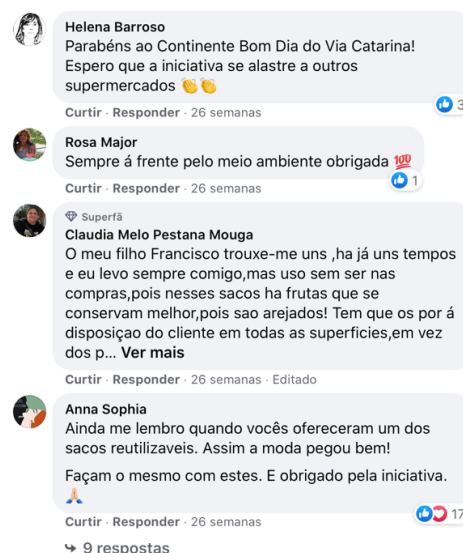 Helena Barroso
Parabéns ao Continente Bom Dia do Via Catarina!
Espero que a iniciativa se alastre a outros
supermercados 👏👏
Curtir · Responder · 26 semanas
3
Rosa Major
Sempre á frente pelo meio ambiente obrigada 💯
1
Curtir · Responder · 26 semanas
Superfã
Claudia Melo Pestana Mouga
O meu filho Francisco trouxe-me uns ,ha já uns tempos
e eu levo sempre comigo,mas uso sem ser nas
compras,pois nesses sacos ha frutas que se
conservam melhor,pois sao arejados! Tem que os por á
disposiçao do cliente em todas as superficies,em vez
dos p... Ver mais
Curtir · Responder · 26 semanas · Editado
Anna Sophia
Ainda me lembro quando vocês ofereceram um dos
sacos reutilizaveis. Assim a moda pegou bem!
Façam o mesmo com estes. E obrigado pela iniciativa.
🙏🏻
17
Curtir · Responder · 26 semanas
9 respostas